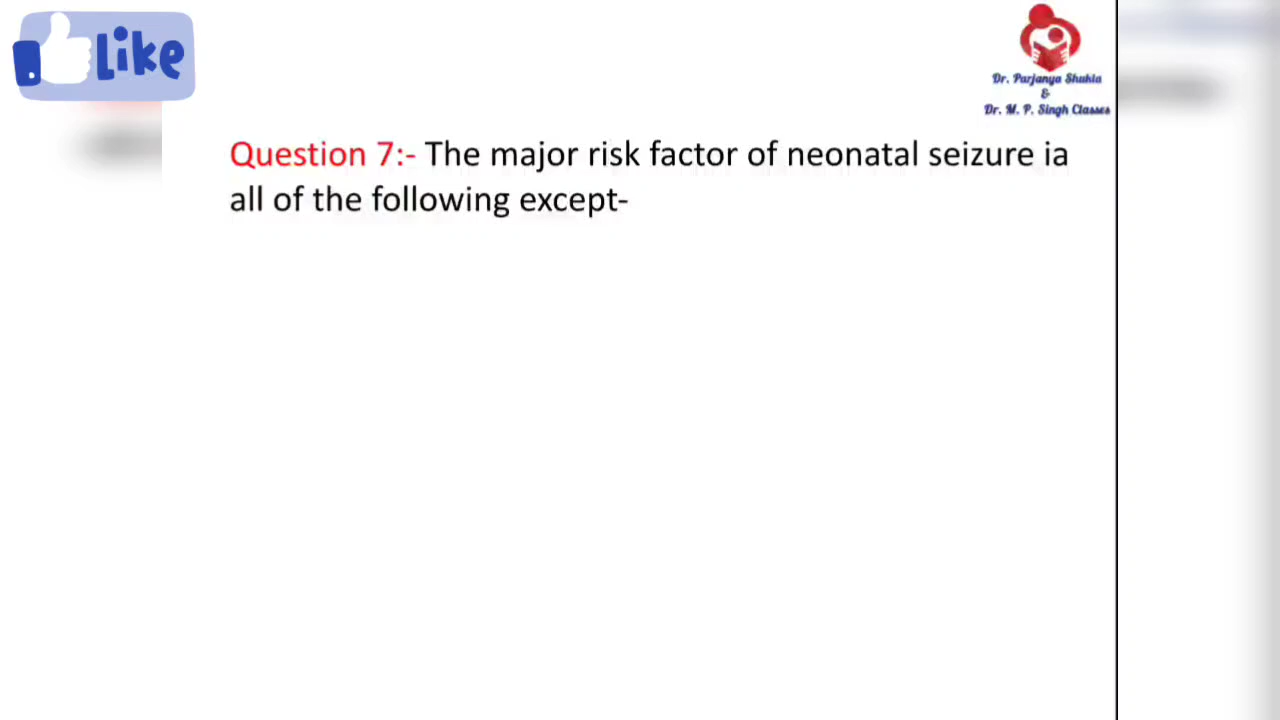 Like
Dr. Parjanya Shukla
&
Dr. M. P. Singh Classes
Question 7:- The major risk factor of neonatal seizure ia
all of the following except-